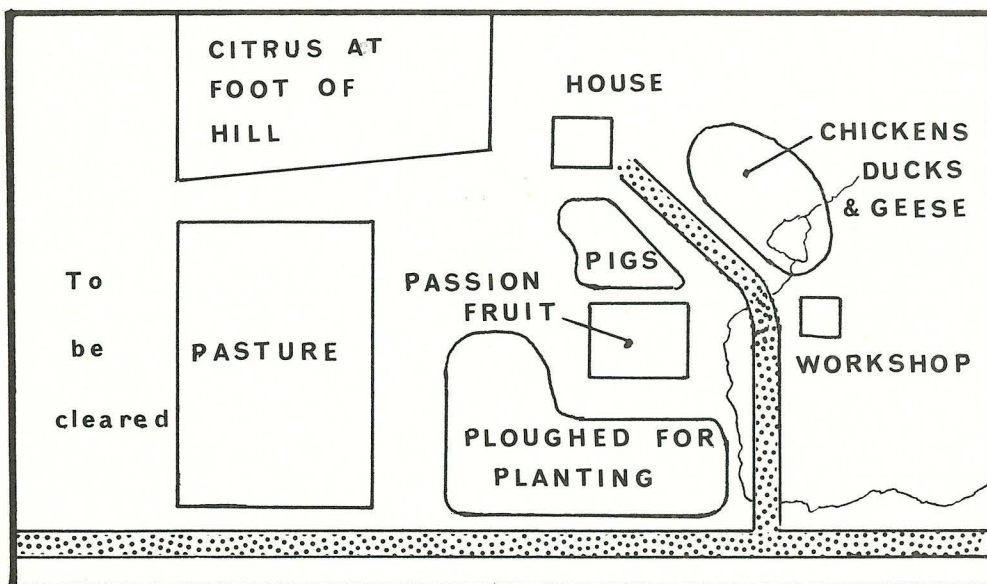 CITRUS AT
FOOT OF
HILL
HOUSE
CHICKENS
DUCKS
& GEESE
PIGS
PASSION
FRUIT
WORKSHOP
To
be
cleared
PASTURE
PLOUGHED FOR
PLANTING